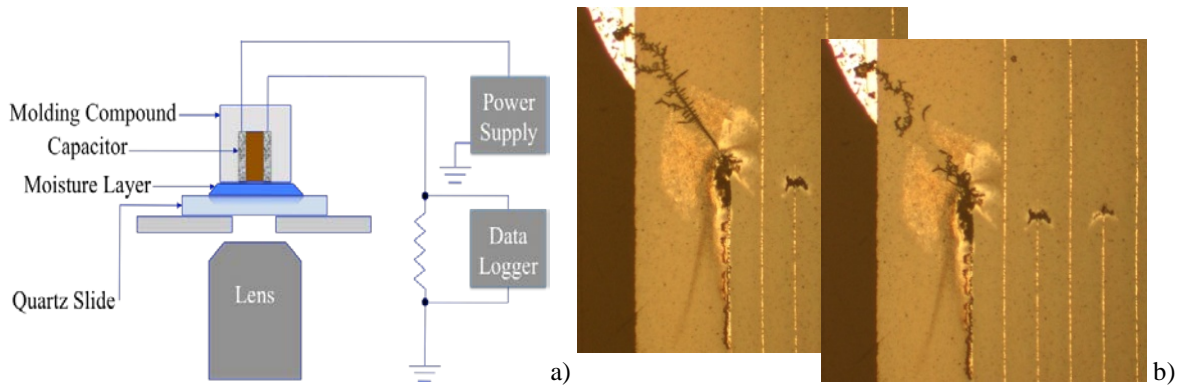 Molding Compound
Capacitor
Moisture Layer
Quartz Slide
Lens
Power
Supply
Data
Logger
a)
b)